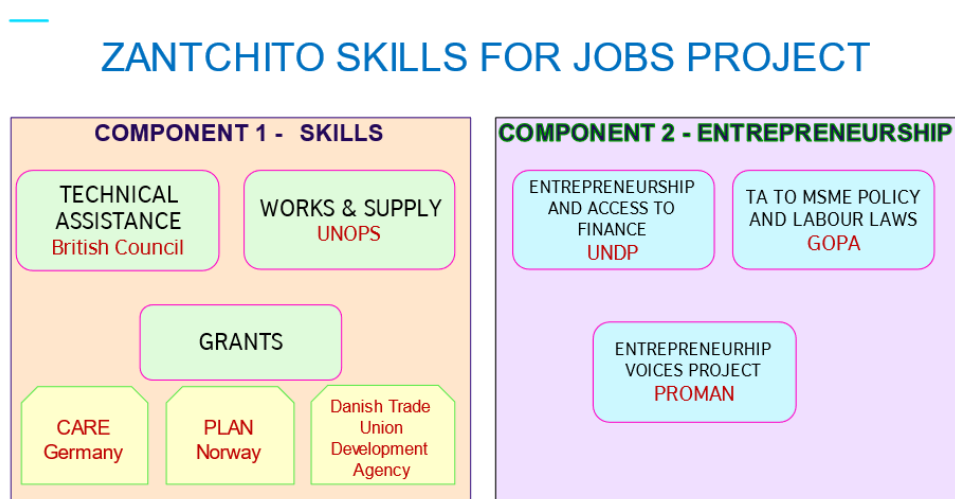 ZANTCHITO SKILLS FOR JOBS PROJECT
COMPONENT 1 - SKILLS
TECHNICAL
ASSISTANCE
British Council
WORKS & SUPPLY
UNOPS
GRANTS
CARE
Germany
PLAN
Norway
Danish Trade
Union
Development
Agency
COMPONENT 2 - ENTREPRENEURSHIP
ENTREPRENEURSHIP
AND ACCESS TO
FINANCE
UNDP
TA TO MSME POLICY
AND LABOUR LAWS
GOPA
ENTREPRENEURHIP
VOICES PROJECT
PROMAN